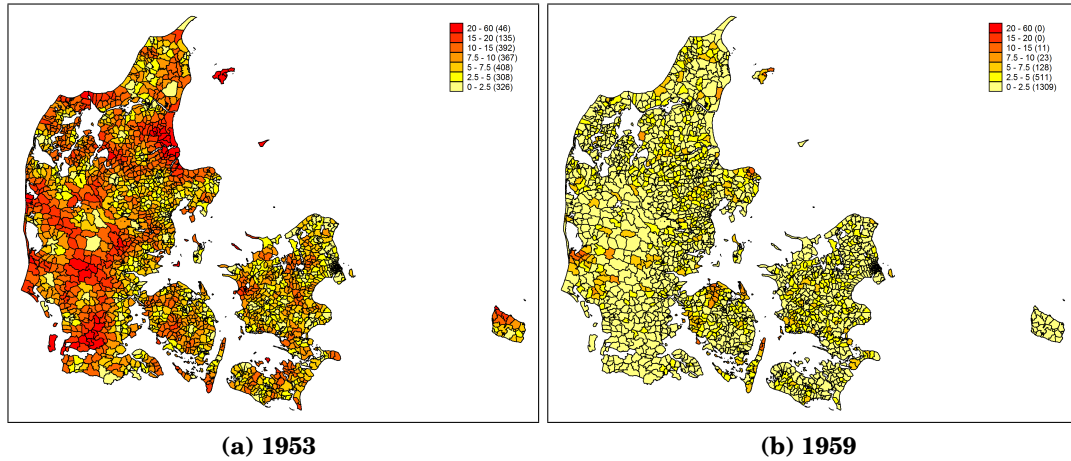 20 - 60 (46)
15 - 20 (135)
10 - 15 (392)
7.5 - 10 (367)
5 - 7.5 (408)
2.5 - 5 (308)
0 - 2.5 (326)
20 - 60 (0)
15 - 20 (0)
10 - 15 (11)
7.5 - 10 (23)
5 - 7.5 (128)
2.5 - 5 (511)
0 - 2.5 (1309)
(a) 1953
(b) 1959